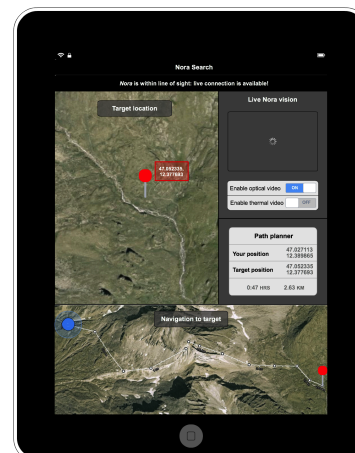 Nora Search
Nora is within line of sight: live connection is available!
Target location
47.052335,
12.377693
Live Nora vision
Enable optical video ON
Enable thermal video OFF
Path planner
Your position 47.027113
12.389865
Target position 47.052335
12.377693
0:47 HRS 2.63 KM
Navigation to target